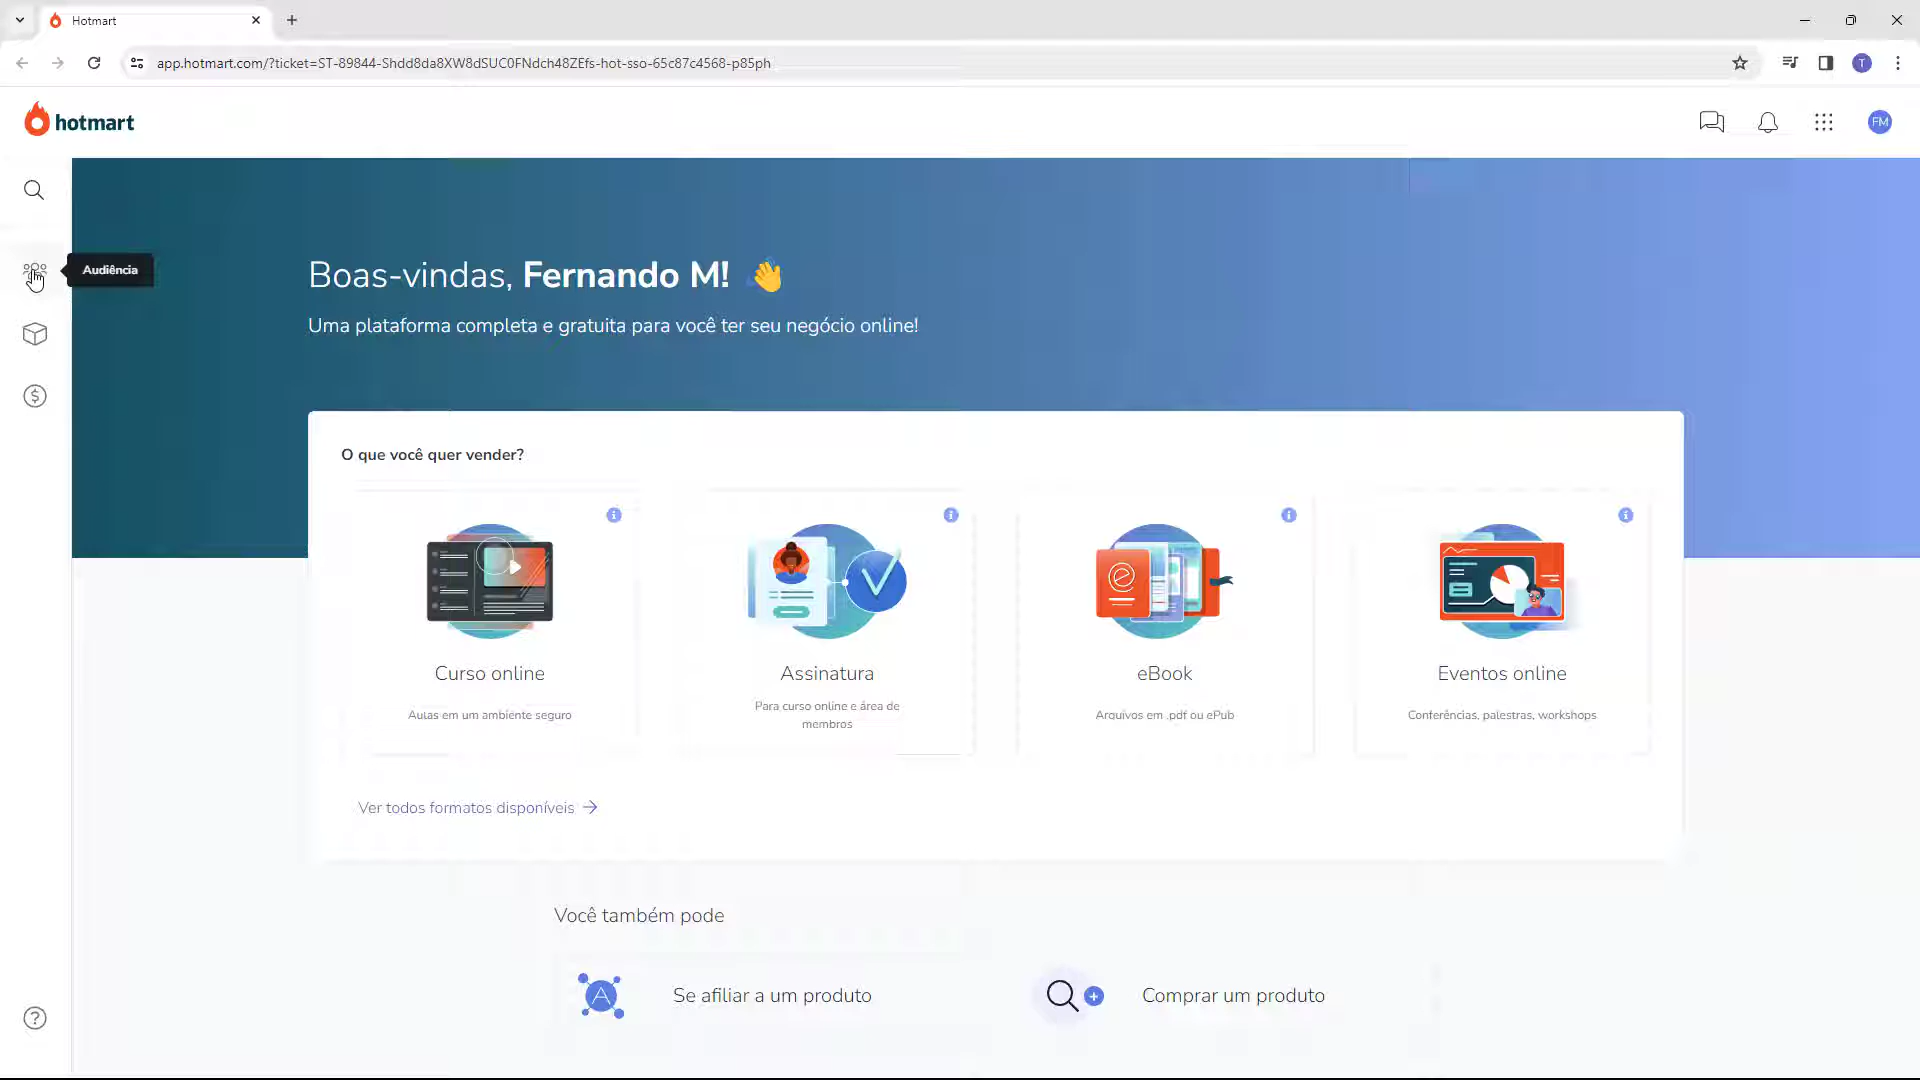 Hotmart
app.hotmart.com/?ticket=ST-89844-Shdd8da8XW8dSUC0FNdch48ZEfs-hot-sso-65c87c4568-p85ph
T
hotmart
FM
Audiência
Boas-vindas, Fernando M! 👋
Uma plataforma completa e gratuita para você ter seu negócio online!
O que você quer vender?
Curso online
Aulas em um ambiente seguro
Assinatura
Para curso online e área de
membros
eBook
Arquivos em .pdf ou ePub
Eventos online
Conferências, palestras, workshops
Ver todos formatos disponíveis →
Você também pode
A
Se afiliar a um produto
Comprar um produto